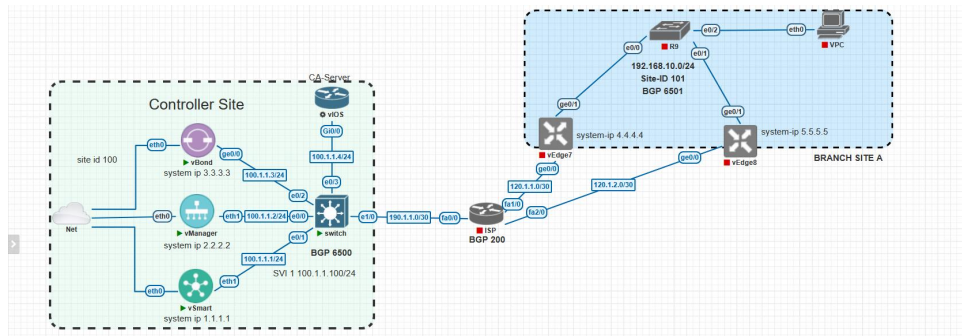 Controller Site
site id 100
CA-Server
vIOS
Gi0/0
100.1.1.4/24
e0/3
eth0
vBond
ge0/0
system ip 3.3.3.3
100.1.1.3/24
e0/2
Net
eth0
vManager
eth1
100.1.1.2/24
e0/0
switch
e1/0
system ip 2.2.2.2
e0/1
BGP 6500
100.1.1.1/24
SVI 1 100.1.1.100/24
eth0
eth1
vSmart
system ip 1.1.1.1
190.1.1.0/30
fa0/0
ISP
BGP 200
fa1/0
fa2/0
120.1.1.0/30
120.1.2.0/30
ge0/0
ge0/0
vEdge7
system-ip 4.4.4.4
ge0/1
vEdge8
system-ip 5.5.5.5
ge0/1
BRANCH SITE A
e0/0
R9
e0/2
e0/1
eth0
VPC
192.168.10.0/24
Site-ID 101
BGP 6501